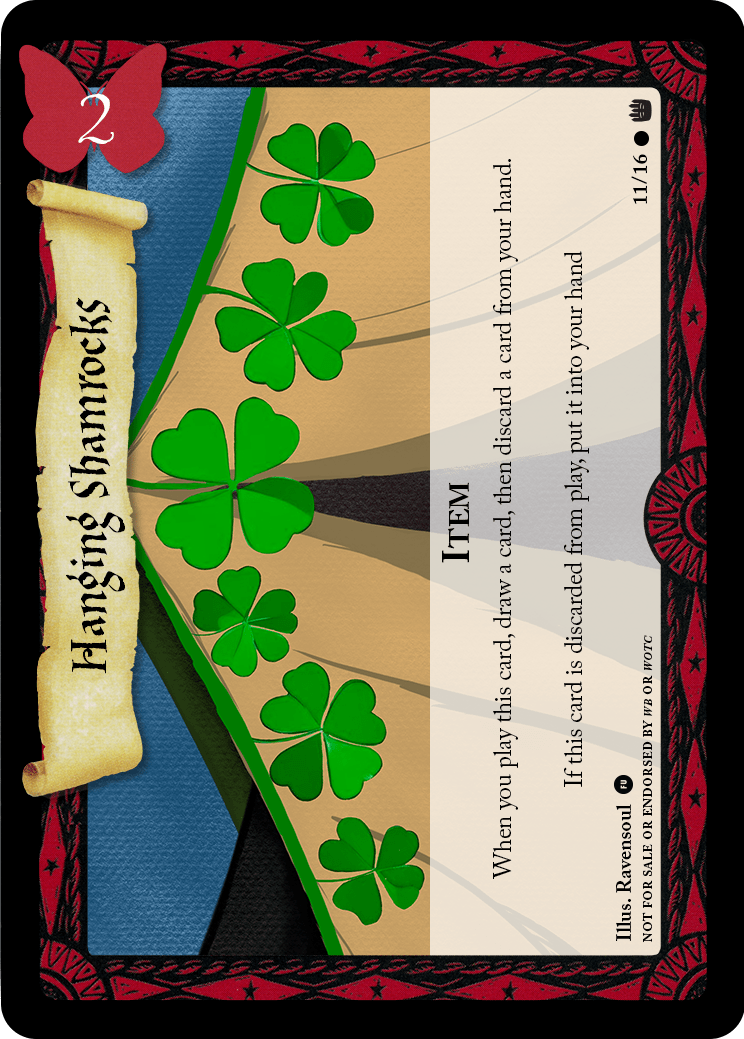 2
Hanging Shamrocks
ITEM
When you play this card, draw a card, then discard a card from your hand.
If this card is discarded from play, put it into your hand
Illus. Ravensoul FU
NOT FOR SALE OR ENDORSED BY WB OR WOTC
11/16